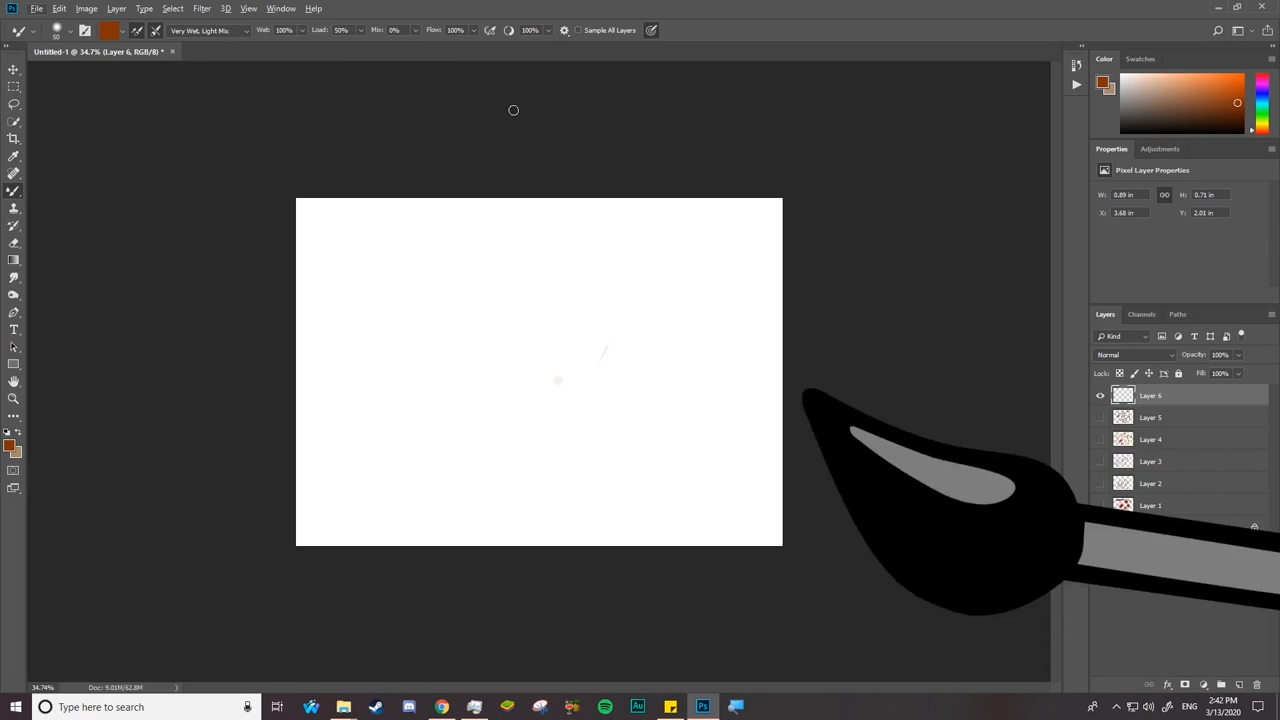 Ps File Edit Image Layer Type Select Filter 3D View Window Help
50 Very Wet, Light Mix Wet: 100% Load: 50% Mix: 0% Flow: 100% 100% Sample All Layers
Untitled-1 @ 34.7% (Layer 6, RGB/8) * ×
Color Swatches
Properties Adjustments
Pixel Layer Properties
W: 0.89 in H: 0.71 in
X: 3.68 in Y: 2.01 in
Layers Channels Paths
Kind
Normal Opacity: 100%
Lock: Fill: 100%
Layer 6
Layer 5
Layer 4
Layer 3
Layer 2
Layer 1
34.74% Doc: 9.01M/62.8M
Type here to search
Au Ps
2:42 PM
3/13/2020